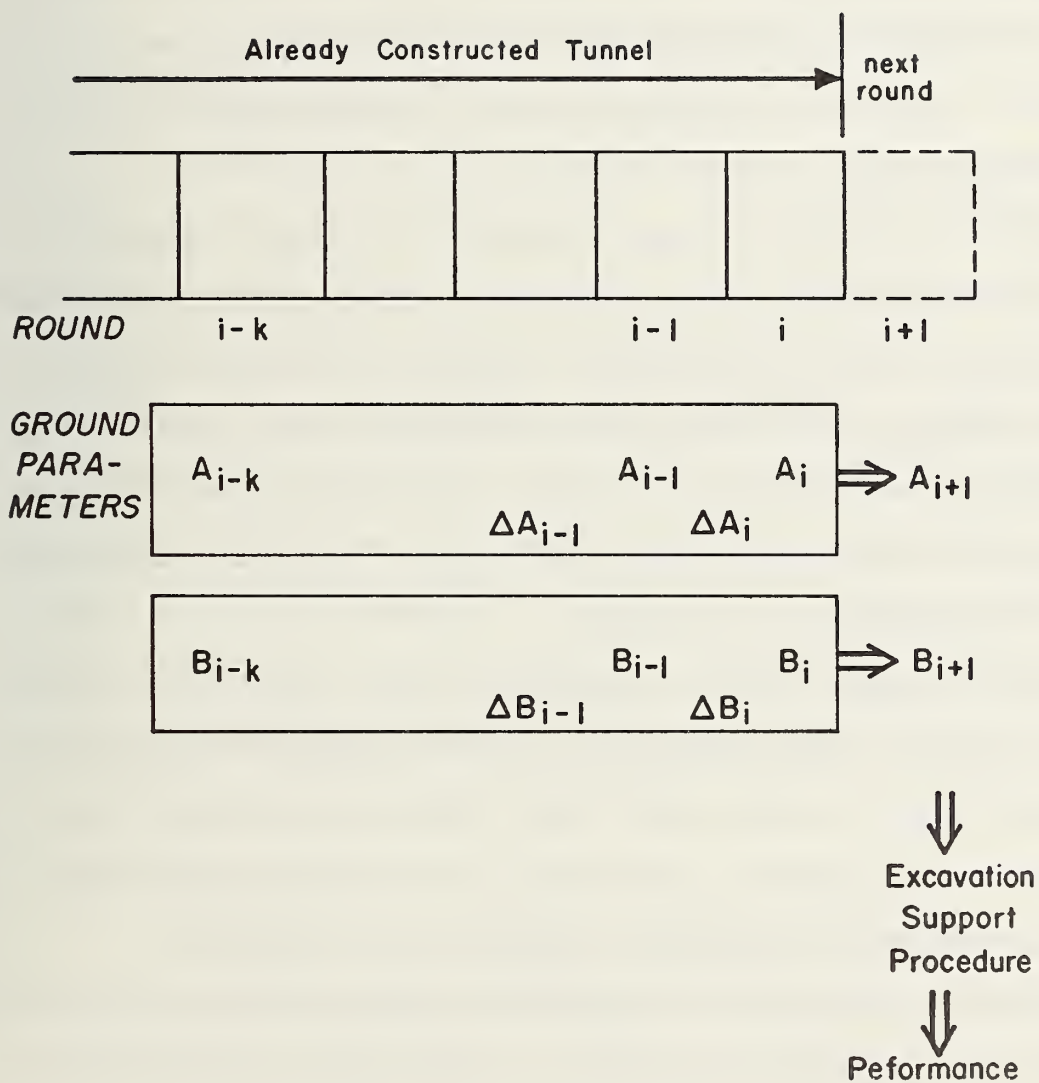 Already Constructed Tunnel
next
round
ROUND i-k i-1 i i+1
GROUND
PARA-
METERS
A_{i-k} A_{i-1} A_i ⇒ A_{i+1}
ΔA_{i-1} ΔA_i
B_{i-k} B_{i-1} B_i ⇒ B_{i+1}
ΔB_{i-1} ΔB_i
Excavation
Support
Procedure
Peformance